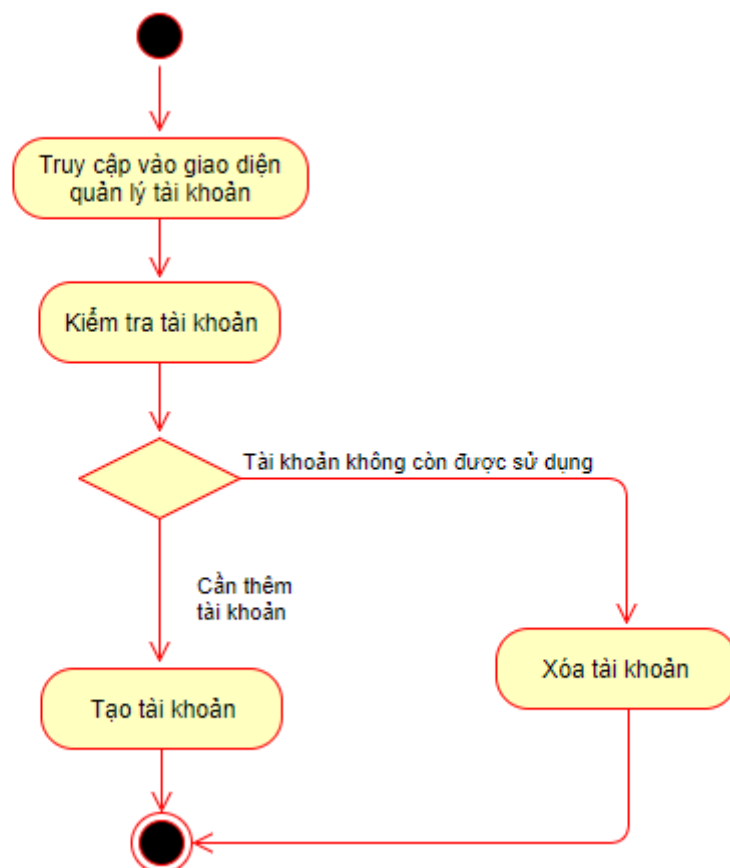 Truy cập vào giao diện
quản lý tài khoản
Kiểm tra tài khoản
Tài khoản không còn được sử dụng
Cần thêm
tài khoản
Xóa tài khoản
Tạo tài khoản